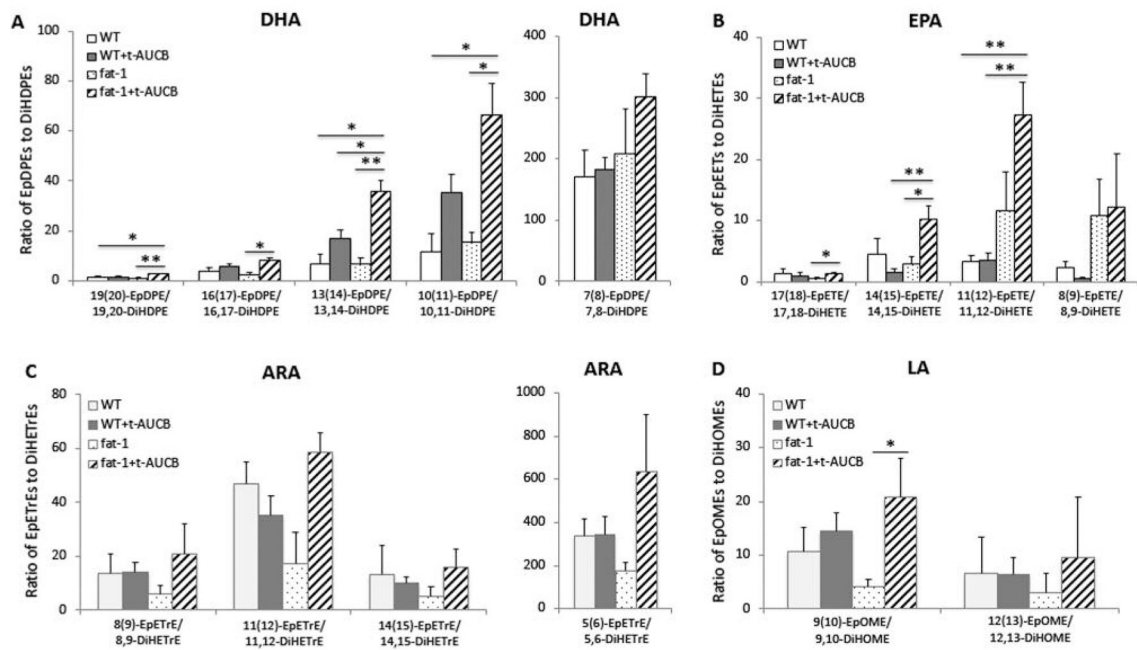 A
DHA
DHA
Ratio of EpDPEs to DiHDPEs
100
80
60
40
20
0
WT
WT+t-AUCB
fat-1
fat-1+t-AUCB
*
**
*
*
*
**
*
*
19(20)-EpDPE/
19,20-DiHDPE
16(17)-EpDPE/
16,17-DiHDPE
13(14)-EpDPE/
13,14-DiHDPE
10(11)-EpDPE/
10,11-DiHDPE
400
300
200
100
0
7(8)-EpDPE/
7,8-DiHDPE
B
EPA
Ratio of EpEETs to DiHETEs
40
30
20
10
0
WT
WT+t-AUCB
fat-1
fat-1+t-AUCB
*
**
*
**
**
17(18)-EpETE/
17,18-DiHETE
14(15)-EpETE/
14,15-DiHETE
11(12)-EpETE/
11,12-DiHETE
8(9)-EpETE/
8,9-DiHETE
C
ARA
ARA
Ratio of EpETrEs to DiHETrEs
80
60
40
20
0
WT
WT+t-AUCB
fat-1
fat-1+t-AUCB
8(9)-EpETrE/
8,9-DiHETrE
11(12)-EpETrE/
11,12-DiHETrE
14(15)-EpETrE/
14,15-DiHETrE
1000
800
600
400
200
0
5(6)-EpETrE/
5,6-DiHETrE
D
LA
Ratio of EpOMEs to DiHOMEs
40
30
20
10
0
WT
WT+t-AUCB
fat-1
fat-1+t-AUCB
*
9(10)-EpOME/
9,10-DiHOME
12(13)-EpOME/
12,13-DiHOME